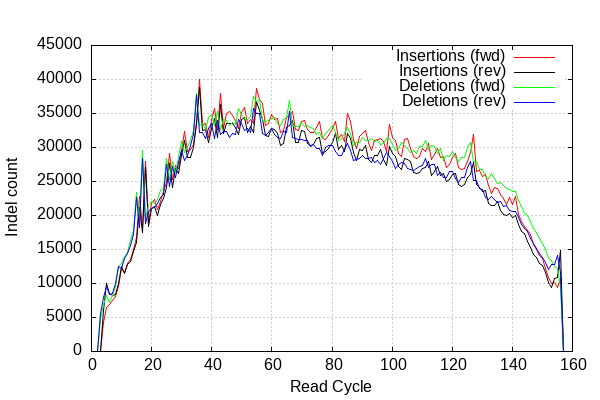 45000
40000
35000
30000
25000
20000
15000
10000
5000
0
Indel count
Insertions (fwd)
Insertions (rev)
Deletions (fwd)
Deletions (rev)
0 20 40 60 80 100 120 140 160
Read Cycle